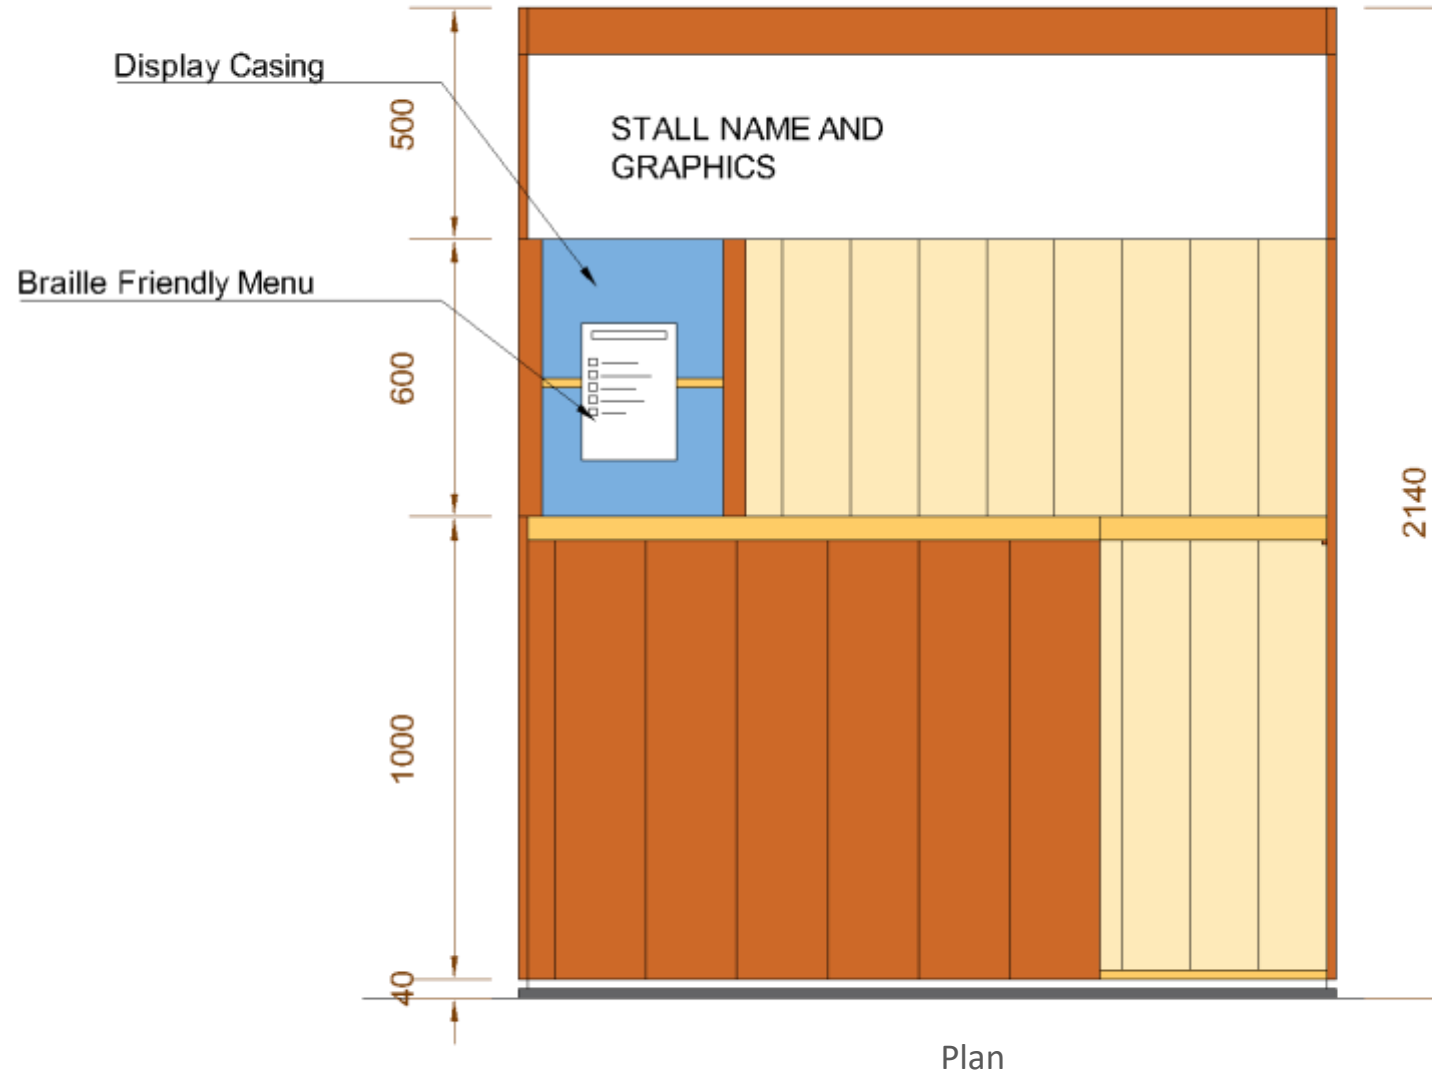 Display Casing
500
STALL NAME AND
GRAPHICS
Braille Friendly Menu
600
2140
1000
40
Plan